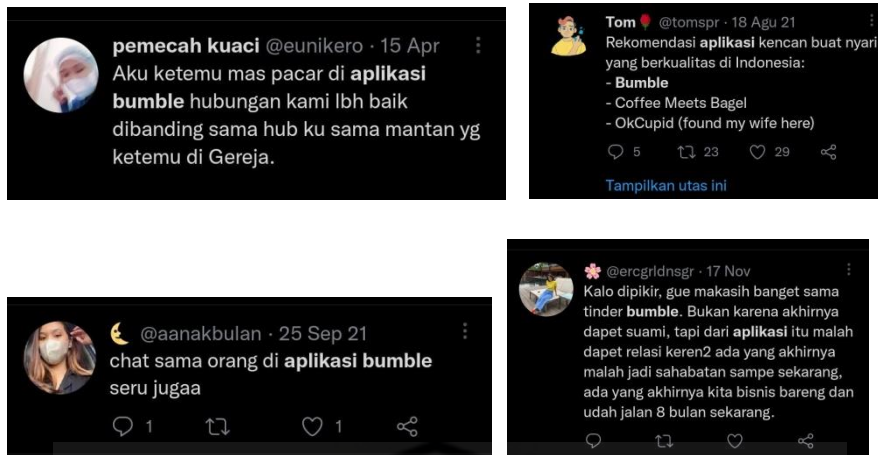 pemecah kuaci @eunikero · 15 Apr
Aku ketemu mas pacar di aplikasi
bumble hubungan kami lbh baik
dibanding sama hub ku sama mantan yg
ketemu di Gereja.
Tom🌹 @tomspr · 18 Agu 21
Rekomendasi aplikasi kencan buat nyari
yang berkualitas di Indonesia:
- Bumble
- Coffee Meets Bagel
- OkCupid (found my wife here)
5 23 29
Tampilkan utas ini
🌜 @aanakbulan · 25 Sep 21
chat sama orang di aplikasi bumble
seru jugaa
1 1
🌸 @ercgrldnsgr · 17 Nov
Kalo dipikir, gue makasih banget sama
tinder bumble. Bukan karena akhirnya
dapet suami, tapi dari aplikasi itu malah
dapet relasi keren2 ada yang akhirnya
malah jadi sahabatan sampe sekarang,
ada yang akhirnya kita bisnis bareng dan
udah jalan 8 bulan sekarang.